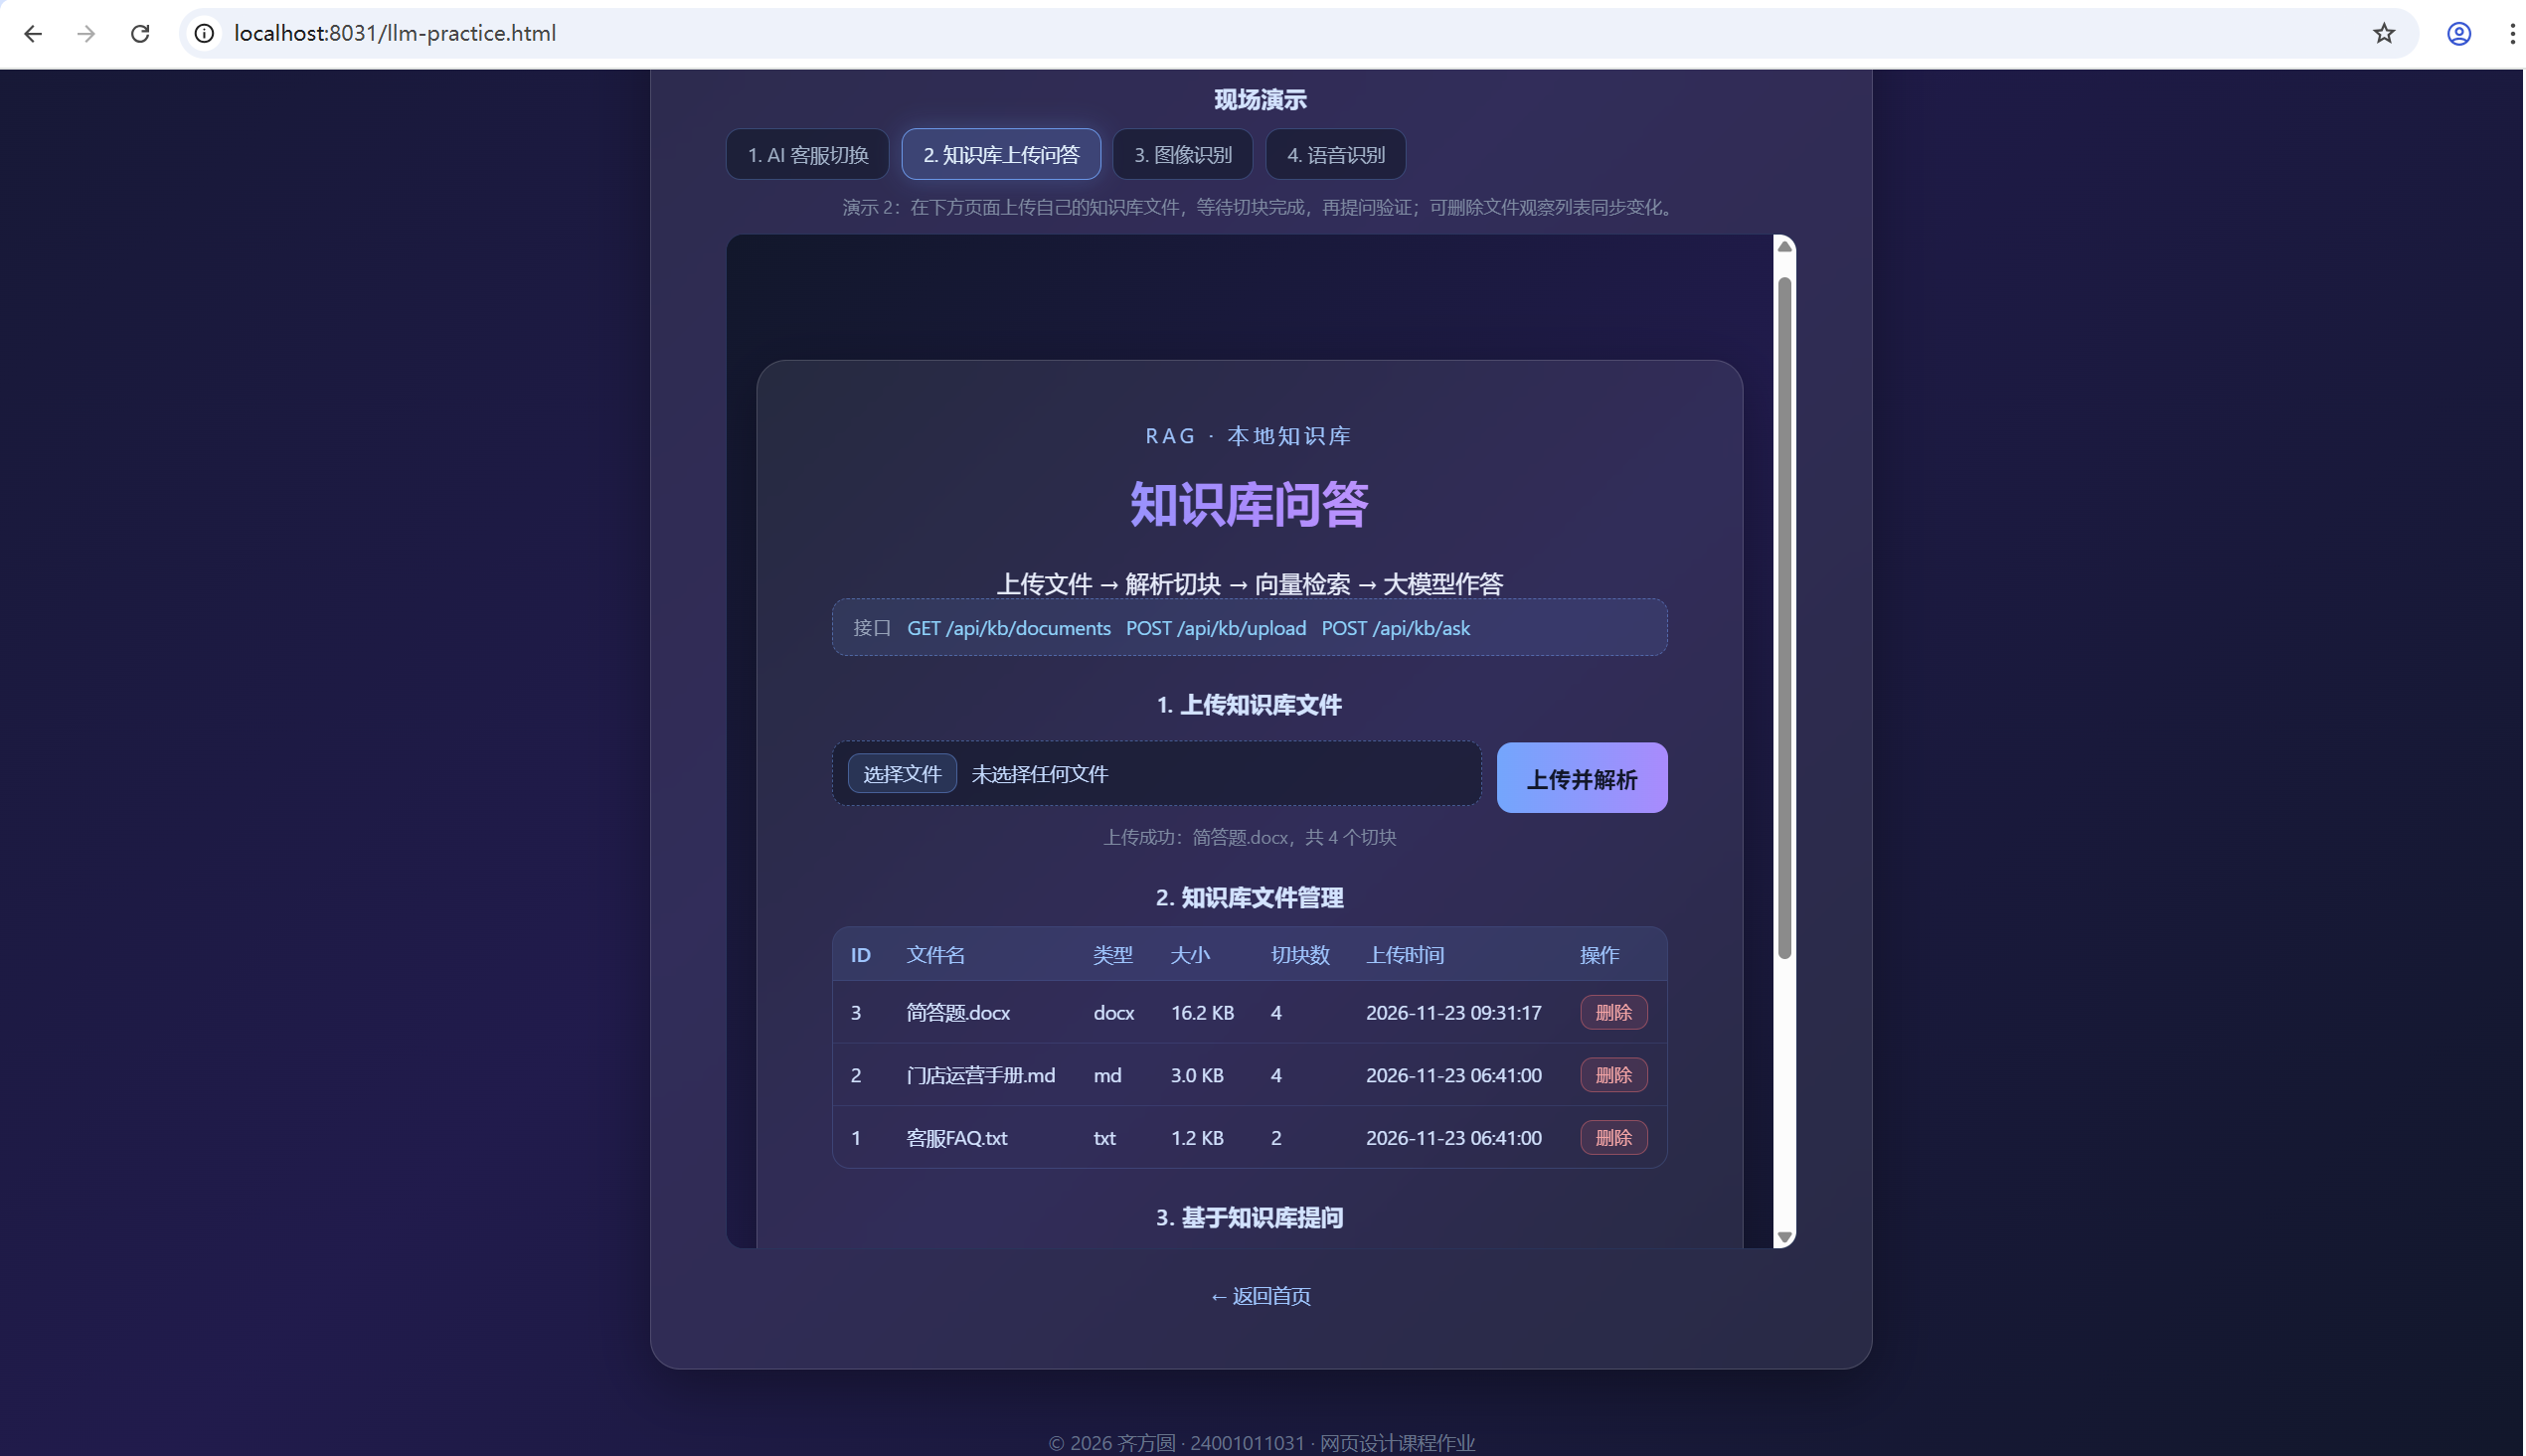 localhost:8031/llm-practice.html
现场演示
1. AI 客服切换 2. 知识库上传问答 3. 图像识别 4. 语音识别
演示 2：在下方页面上传自己的知识库文件，等待切块完成，再提问验证；可删除文件观察列表同步变化。
RAG · 本地知识库
知识库问答
上传文件 → 解析切块 → 向量检索 → 大模型作答
接口 GET /api/kb/documents POST /api/kb/upload POST /api/kb/ask
1. 上传知识库文件
选择文件 未选择任何文件 上传并解析
上传成功：简答题.docx，共 4 个切块
2. 知识库文件管理
ID 文件名 类型 大小 切块数 上传时间 操作
3 简答题.docx docx 16.2 KB 4 2026-11-23 09:31:17 删除
2 门店运营手册.md md 3.0 KB 4 2026-11-23 06:41:00 删除
1 客服FAQ.txt txt 1.2 KB 2 2026-11-23 06:41:00 删除
3. 基于知识库提问
← 返回首页
© 2026 齐方圆 · 24001011031 · 网页设计课程作业